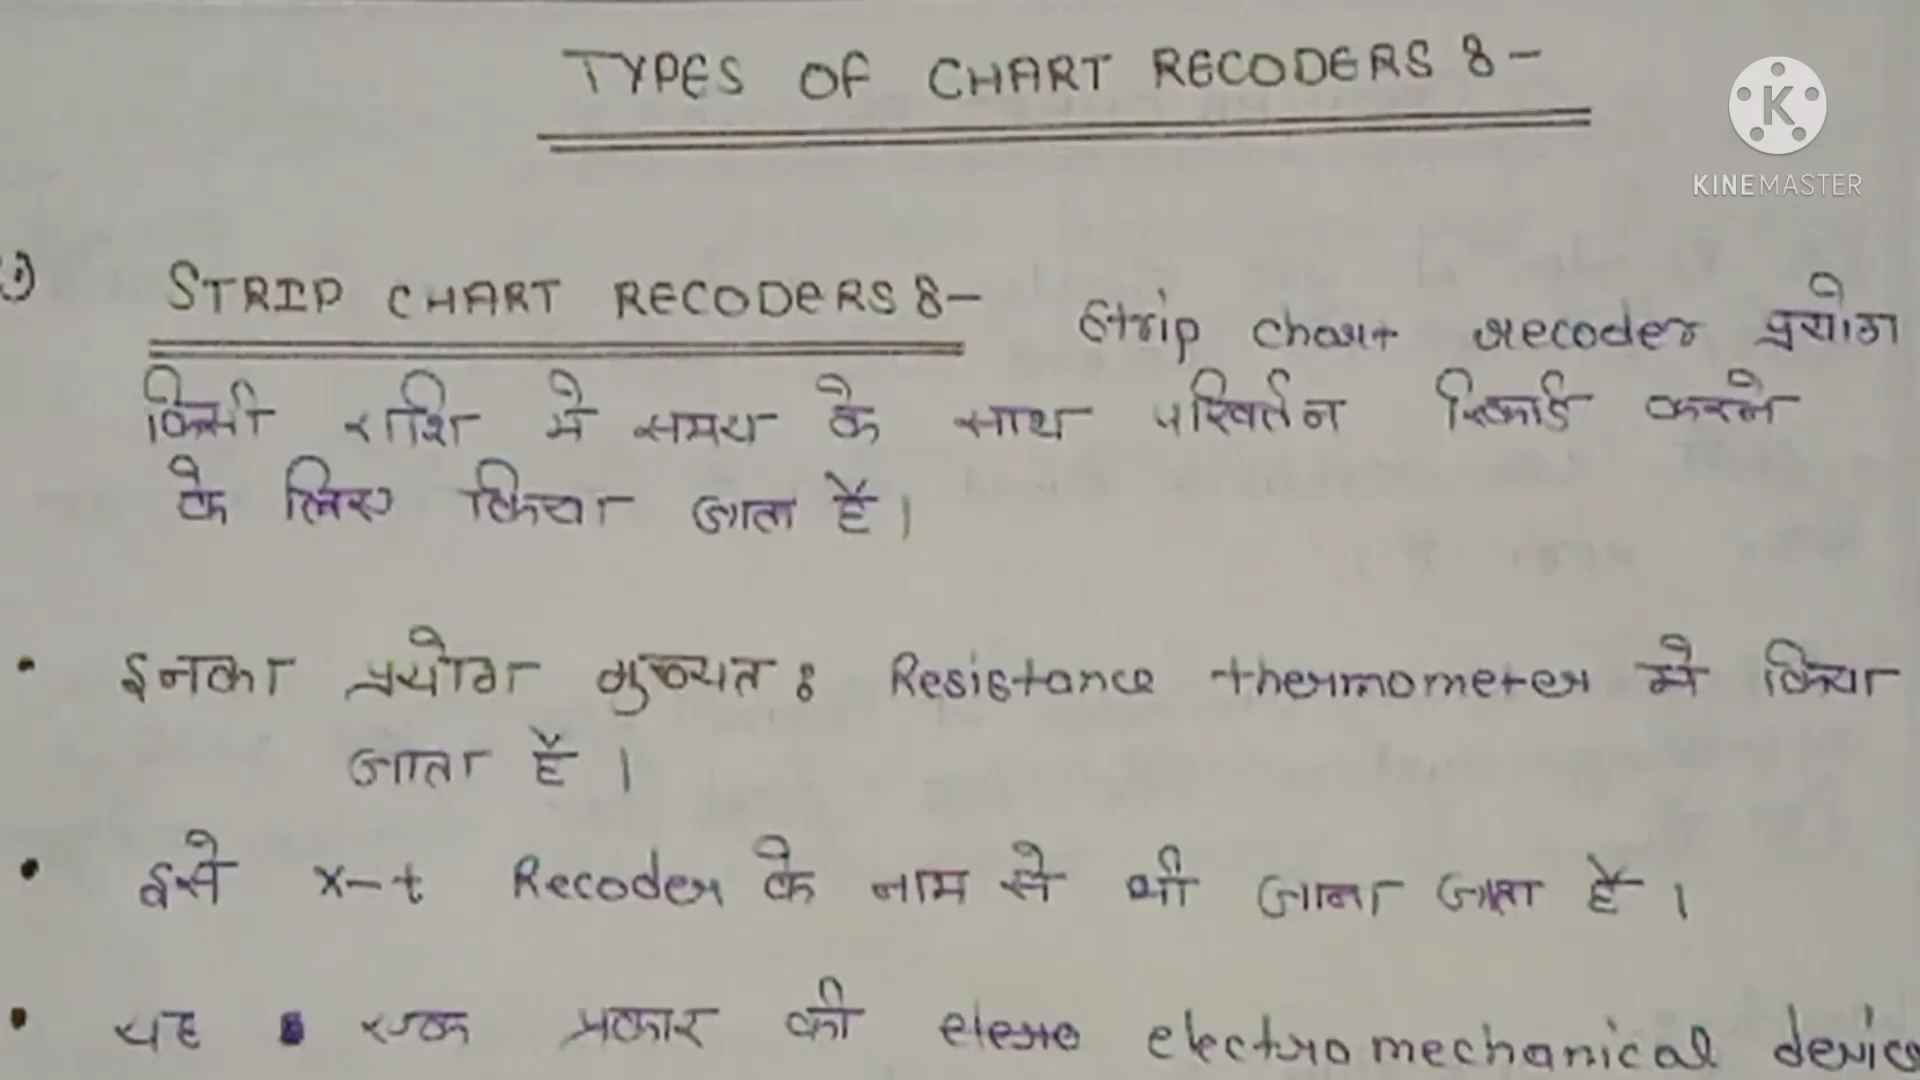 TYPES OF CHART RECODERS :-
KINEMASTER
STRIP CHART RECODERS :- Strip chart recoder प्रयोग
किसी राशि मे समय के साथ परिवर्तन रिकार्ड करने
के लिए किया जाता है।
• इनका प्रयोग मुख्यतः Resistance thermometer मे किया
जाता है।
• इसे x-t Recoder के नाम से भी जाना जाता है।
• यह एक प्रकार की electromechanical